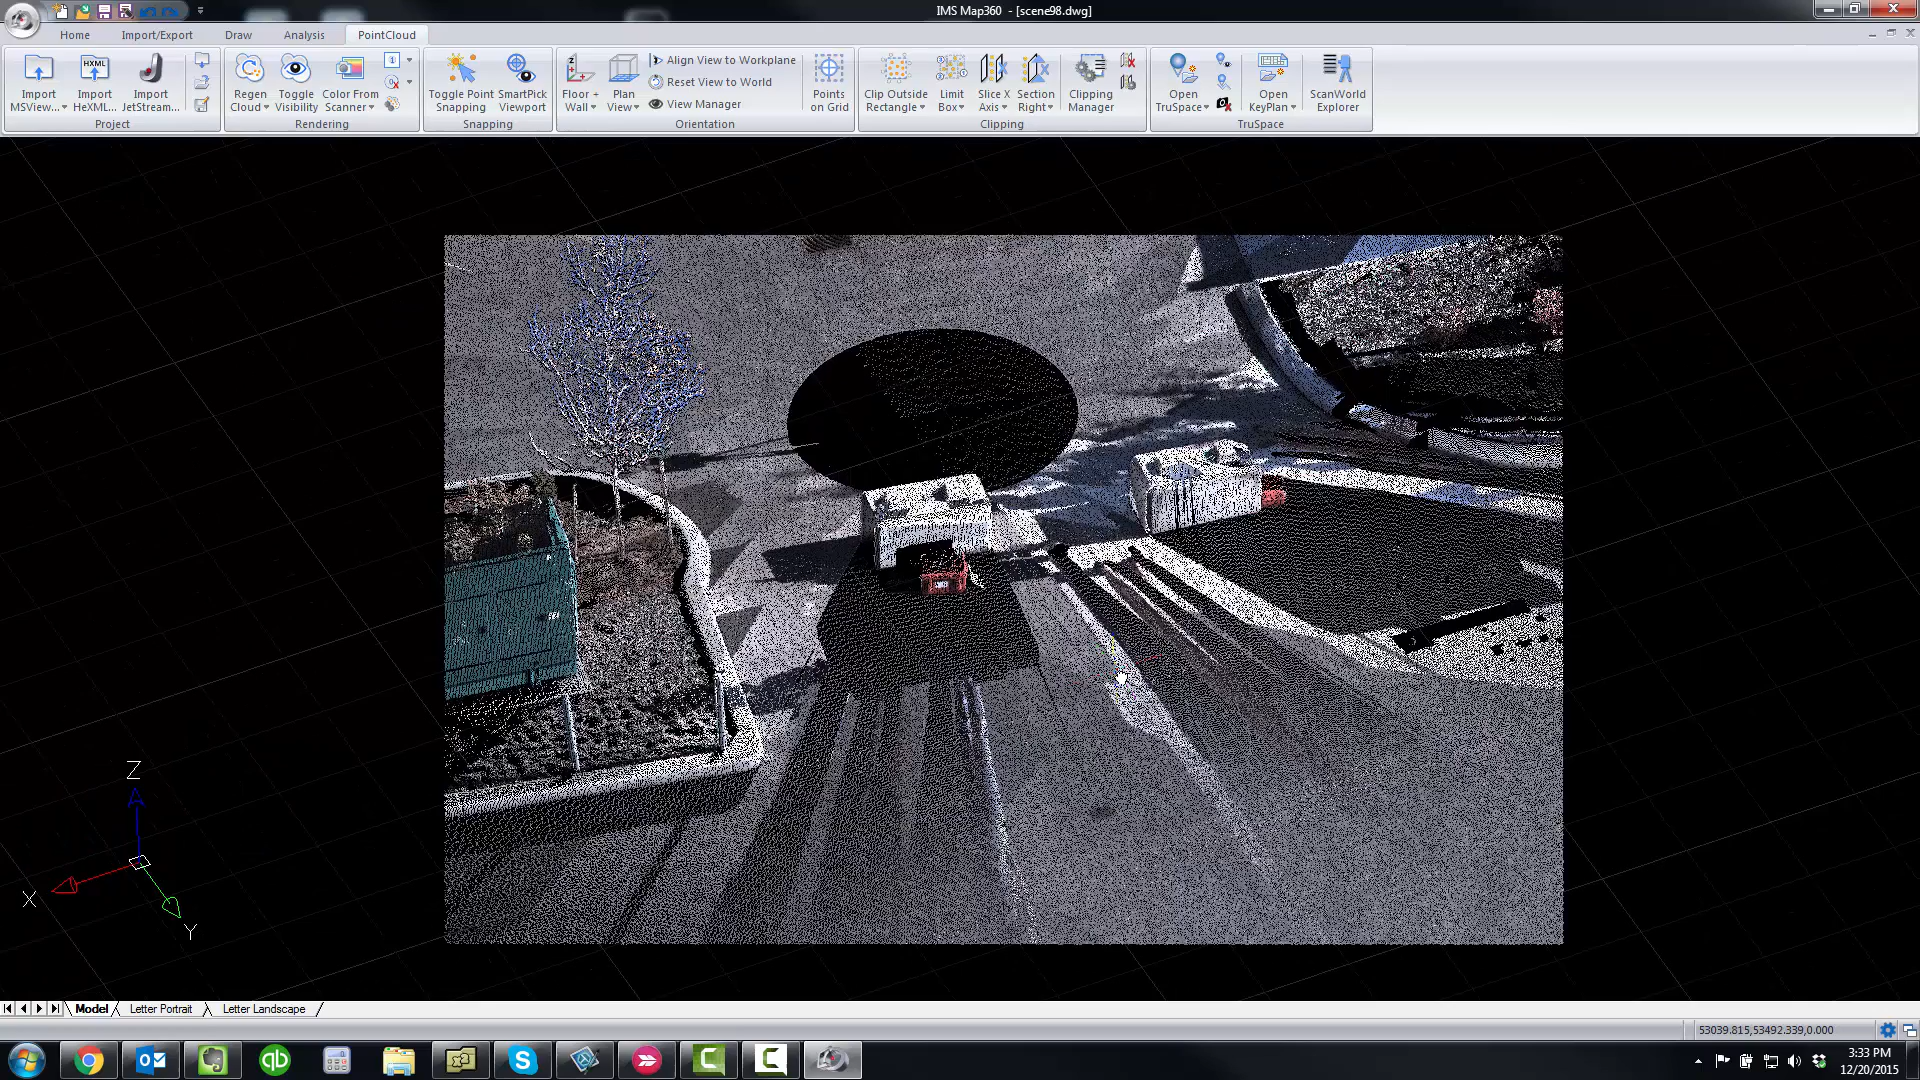 IMS Map360 - [scene98.dwg]
Home Import/Export Draw Analysis PointCloud
Import MSView... Import HeXML... Import JetStream...
Project
Regen Cloud Toggle Visibility Color From Scanner
Rendering
Toggle Point Snapping SmartPick Viewport
Snapping
Floor + Wall Plan View
Align View to Workplane
Reset View to World
View Manager
Points on Grid
Orientation
Clip Outside Rectangle Limit Box Slice X Axis Section Right Clipping Manager
Clipping
Open TruSpace Open KeyPlan ScanWorld Explorer
TruSpace
HXML
Z
X
Y
Model Letter Portrait Letter Landscape
53039.815,53492.339,0.000
3:33 PM
12/20/2015